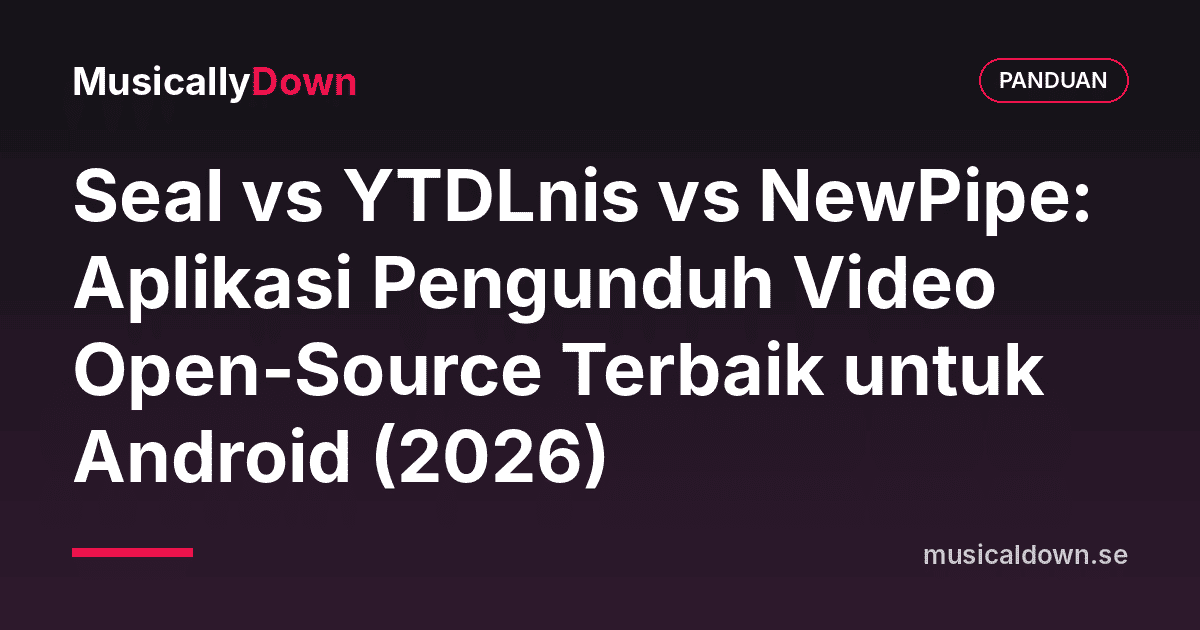 MusicallyDown
PANDUAN
Seal vs YTDLnis vs NewPipe:
Aplikasi Pengunduh Video
Open-Source Terbaik untuk
Android (2026)
musicaldown.se